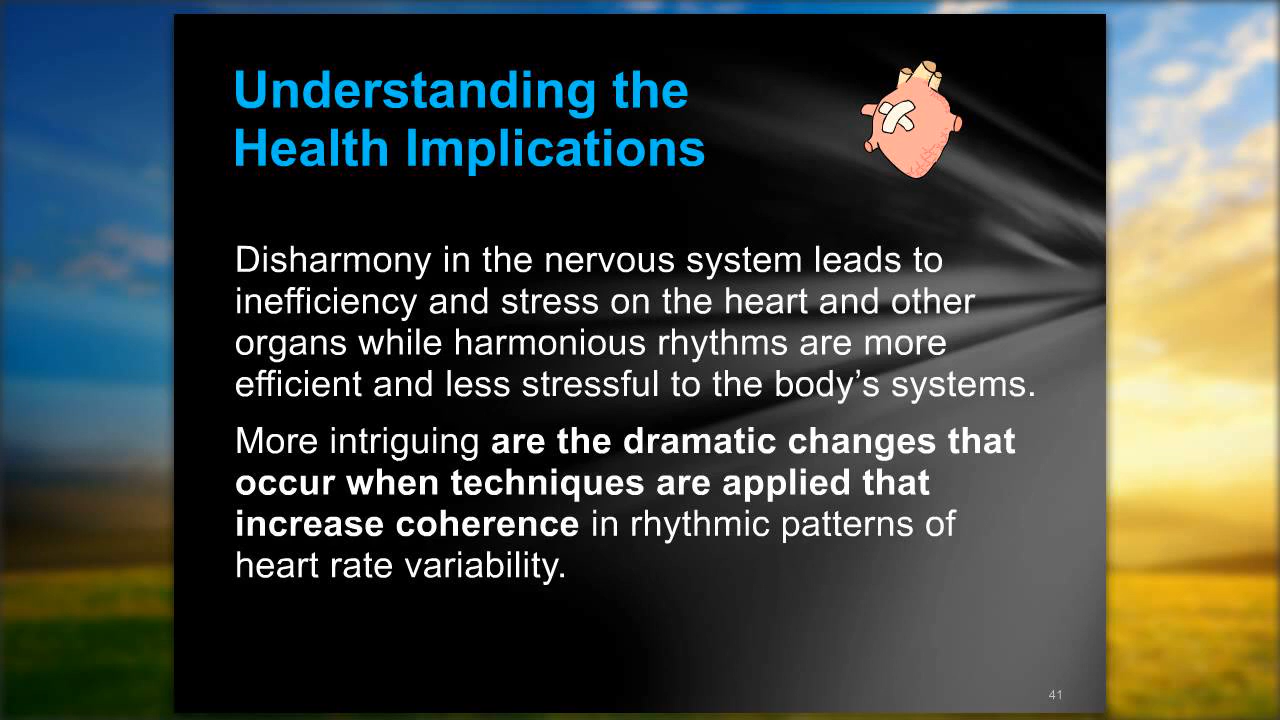 Understanding the
Health Implications
Disharmony in the nervous system leads to
inefficiency and stress on the heart and other
organs while harmonious rhythms are more
efficient and less stressful to the body’s systems.
More intriguing are the dramatic changes that
occur when techniques are applied that
increase coherence in rhythmic patterns of
heart rate variability.
41